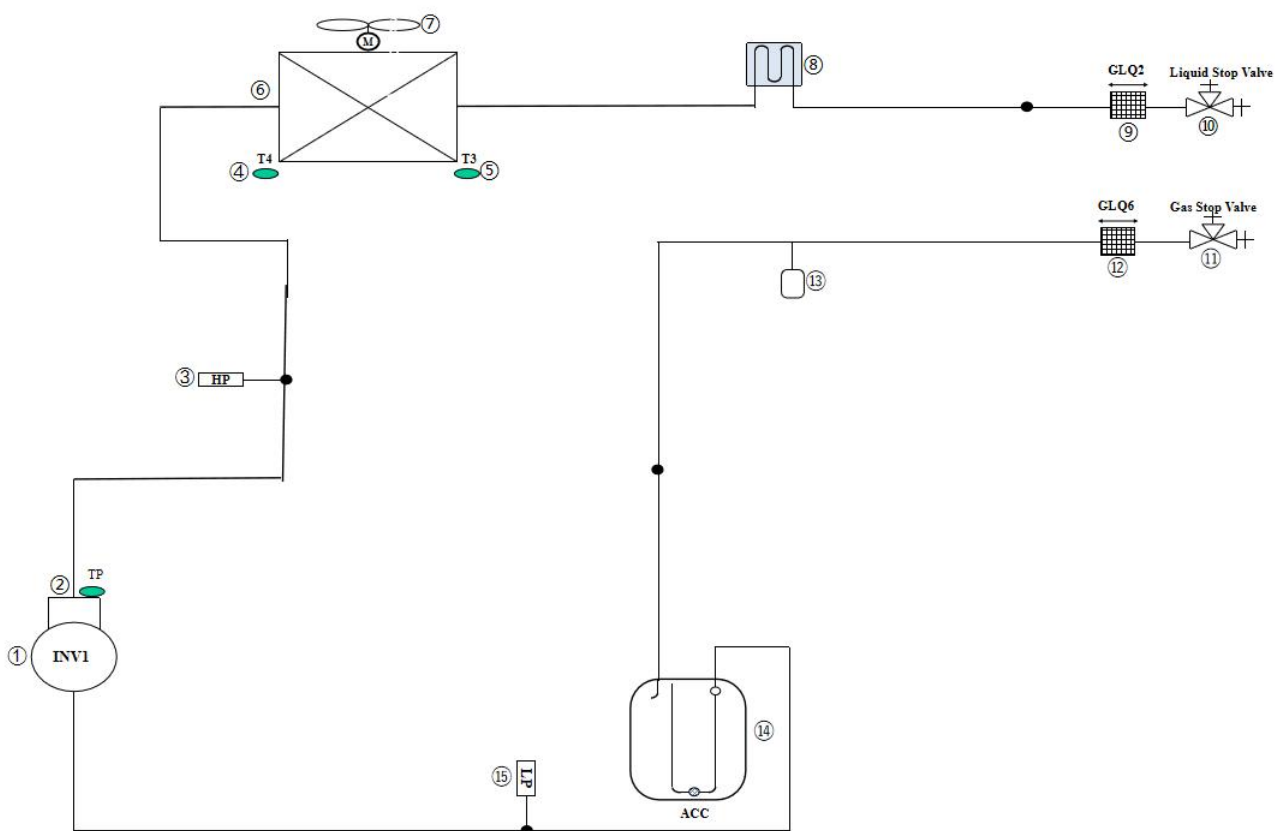 ⑦
M
⑥
⑧
GLQ2
Liquid Stop Valve
⑨
⑩
T4
T3
④
⑤
GLQ6
Gas Stop Valve
⑫
⑪
⑬
③
HP
②
TP
①
INV1
⑭
⑮
LP
ACC